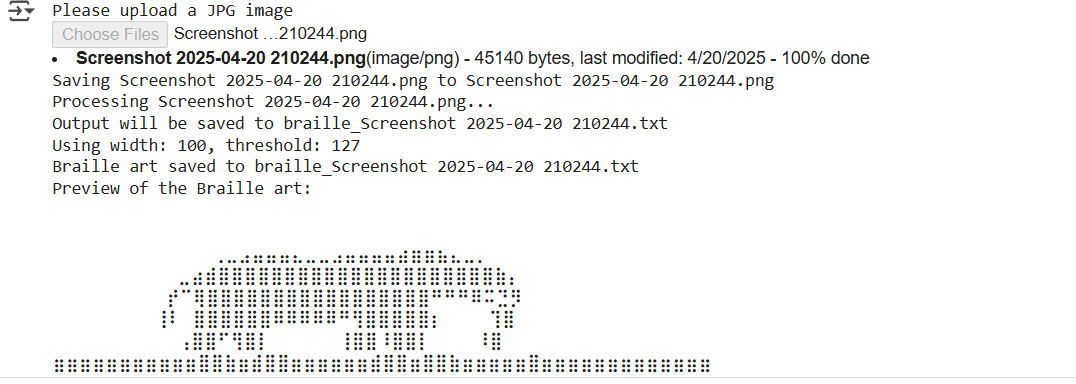 Please upload a JPG image
Choose Files Screenshot ...210244.png
• Screenshot 2025-04-20 210244.png(image/png) - 45140 bytes, last modified: 4/20/2025 - 100% done
Saving Screenshot 2025-04-20 210244.png to Screenshot 2025-04-20 210244.png
Processing Screenshot 2025-04-20 210244.png...
Output will be saved to braille_Screenshot 2025-04-20 210244.txt
Using width: 100, threshold: 127
Braille art saved to braille_Screenshot 2025-04-20 210244.txt
Preview of the Braille art: